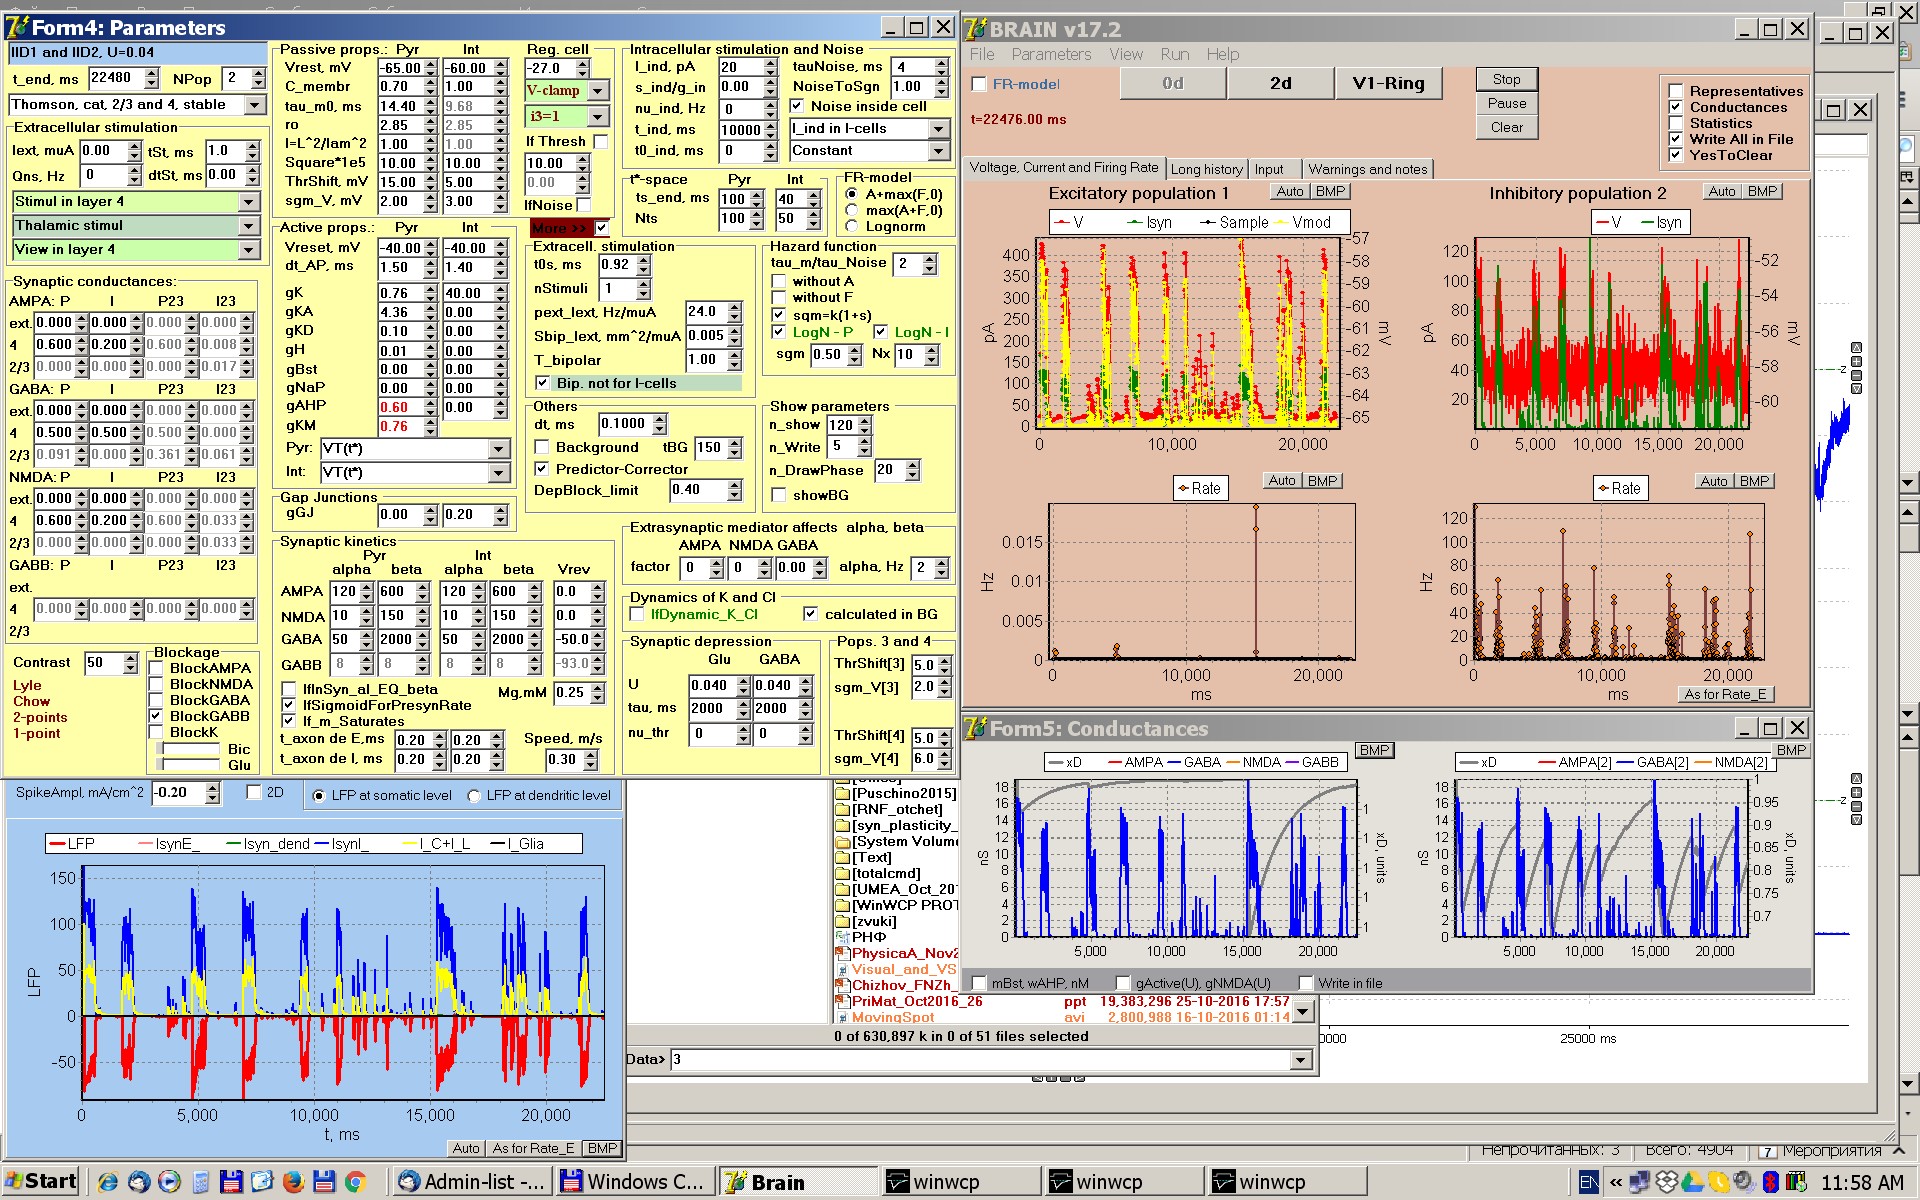 Form4: Parameters
IID1 and IID2, U=0.04
t_end, ms 22480 NPop 2
Thomson, cat, 2/3 and 4, stable
Extracellular stimulation
Iext, muA 0.00 tSt, ms 1.0
Qns, Hz 0 dtSt, ms 0.00
Stimul in layer 4
Thalamic stimul
View in layer 4
Synaptic conductances:
AMPA: P I P23 I23
ext. 0.000 0.000 0.000 0.000
4 0.600 0.200 0.600 0.008
2/3 0.000 0.000 0.000 0.017
GABA: P I P23 I23
ext. 0.000 0.000 0.000 0.000
4 0.500 0.500 0.500 0.000
2/3 0.091 0.000 0.361 0.061
NMDA: P I P23 I23
ext. 0.000 0.000 0.000 0.000
4 0.600 0.200 0.600 0.033
2/3 0.000 0.000 0.000 0.033
GABB: P I P23 I23
ext.
4 0.000 0.000 0.000 0.000
2/3
Contrast 50
Lyle
Chow
2-points
1-point
Blockage
BlockAMPA
BlockNMDA
BlockGABA
BlockGABB
BlockK
Bic
Glu
Passive props.: Pyr Int
Vrest, mV -65.00 -60.00
C_membr 0.70 1.00
tau_m0, ms 14.40 9.68
ro 2.85 2.85
l=L^2/lam^2 1.00 1.00
Square*1e5 10.00 10.00
ThrShift, mV 15.00 5.00
sgm_V, mV 2.00 3.00
Reg. cell
-27.0
V-clamp
i3=1
If Thresh
10.00
0.00
IfNoise
Active props.: Pyr Int
Vreset, mV -40.00 -40.00
dt_AP, ms 1.50 1.40
gK 0.76 40.00
gKA 4.36 0.00
gKD 0.10 0.00
gH 0.01 0.00
gBst 0.00 0.00
gNaP 0.00 0.00
gAHP 0.60 0.00
gKM 0.76
Pyr: VT(t*)
Int: VT(t*)
Gap Junctions
gGJ 0.00 0.20
Synaptic kinetics
Pyr Int
alpha beta alpha beta Vrev
AMPA 120 600 120 600 0.0
NMDA 10 150 10 150 0.0
GABA 50 2000 50 2000 -50.0
GABB 8 8 8 8 -93.0
IfInSyn_al_EQ_beta Mg,mM 0.25
IfSigmoidForPresynRate
If_m_Saturates
t_axon de E,ms 0.20 0.20 Speed, m/s
t_axon de I, ms 0.20 0.20 0.30
Intracellular stimulation and Noise
I_ind, pA 20 tauNoise, ms 4
s_ind/g_in 0.00 NoiseToSgn 1.00
nu_ind, Hz 0 Noise inside cell
t_ind, ms 10000 I_ind in I-cells
t0_ind, ms 0 Constant
t*-space Pyr Int
ts_end, ms 100 40
Nts 100 50
FR-model
A+max(F,0)
max(A+F,0)
Lognorm
More >>
Extracell. stimulation
t0s, ms 0.92
nStimuli 1
pext_Iext, Hz/muA 24.0
Sbip_Iext, mm^2/muA 0.005
T_bipolar 1.00
Bip. not for I-cells
Hazard function
tau_m/tau_Noise 2
without A
without F
sqm=k(1+s)
LogN - P LogN - I
sgm 0.50 Nx 10
Others
dt, ms 0.1000
Background tBG 150
Predictor-Corrector
DepBlock_limit 0.40
Show parameters
n_show 120
n_Write 5
n_DrawPhase 20
showBG
Extrasynaptic mediator affects alpha, beta
AMPA NMDA GABA
factor 0 0 0.00 alpha, Hz 2
Dynamics of K and Cl
IfDynamic_K_Cl calculated in BG
Synaptic depression
Glu GABA
U 0.040 0.040
tau, ms 2000 2000
nu_thr 0 0
Pops. 3 and 4
ThrShift[3] 5.0
sgm_V[3] 2.0
ThrShift[4] 5.0
sgm_V[4] 6.0
BRAIN v17.2
File Parameters View Run Help
FR-model 0d 2d V1-Ring
Stop
Pause
Clear
t=22476.00 ms
Representatives
Conductances
Statistics
Write All in File
YesToClear
Voltage, Current and Firing Rate Long history Input Warnings and notes
Excitatory population 1 Auto BMP
V Isyn Sample Vmod
pA
400
350
300
250
200
150
100
50
0
-57
-58
-59
-60
-61
-62
-63
-64
-65
mV
0 10,000 20,000
ms
Inhibitory population 2 Auto BMP
V Isyn
pA
120
100
80
60
40
20
-52
-54
-56
-58
-60
mV
0 5,000 10,000 15,000 20,000
ms
Rate Auto BMP
Hz
0.015
0.01
0.005
0
0 10,000 20,000
ms
Rate Auto BMP
Hz
120
100
80
60
40
20
0
0 10,000 20,000
ms
As for Rate_E
Form5: Conductances
BMP
xD AMPA GABA NMDA GABB
nS
18
16
14
12
10
8
6
4
2
0
1
1
1
1
1
1
xD, units
5,000 10,000 15,000 20,000
BMP
xD AMPA[2] GABA[2] NMDA[2]
nS
18
16
14
12
10
8
6
4
2
0
1
0.95
0.9
0.85
0.8
0.75
0.7
xD, units
5,000 10,000 15,000 20,000
mBst, wAHP, nM gActive(U), gNMDA(U) Write in file
SpikeAmpl, mA/cm^2 -0.20 2D LFP at somatic level LFP at dendritic level
LFP IsynE_ Isyn_dend IsynI_ I_C+I_L I_Glia
LFP
150
100
50
0
-50
0 5,000 10,000 15,000 20,000
t, ms
Auto As for Rate_E BMP
[Puschino2015]
[RNF_otchet]
[syn_plasticity_
[System Volum
[Text]
[totalcmd]
[UMEA_Oct_201
[WinWCP PROT
[zvuki]
РНФ
PhysicaA_Nov2
Visual_and_VS
Chizhov_FNZh_
PriMat_Oct2016_26 ppt 19,383,296 25-10-2016 17:57
MovingSpot avi 2,800,988 16-10-2016 01:14
0 of 630,897 k in 0 of 51 files selected
Data> 3
z
z
25000 ms
Непрочитанных: 3 Всего: 4904 7 Мероприятия
Start Admin-list -... Windows C... Brain winwcp winwcp winwcp EN « 11:58 AM